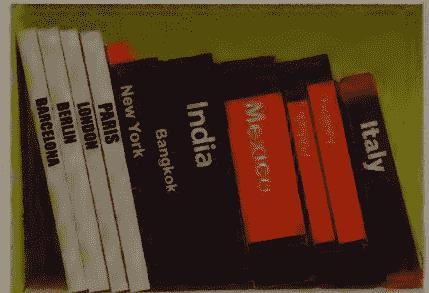 BARCELONA
BERLIN
LONDON
PARIS
New York
Bangkok
India
Mexico
Italy